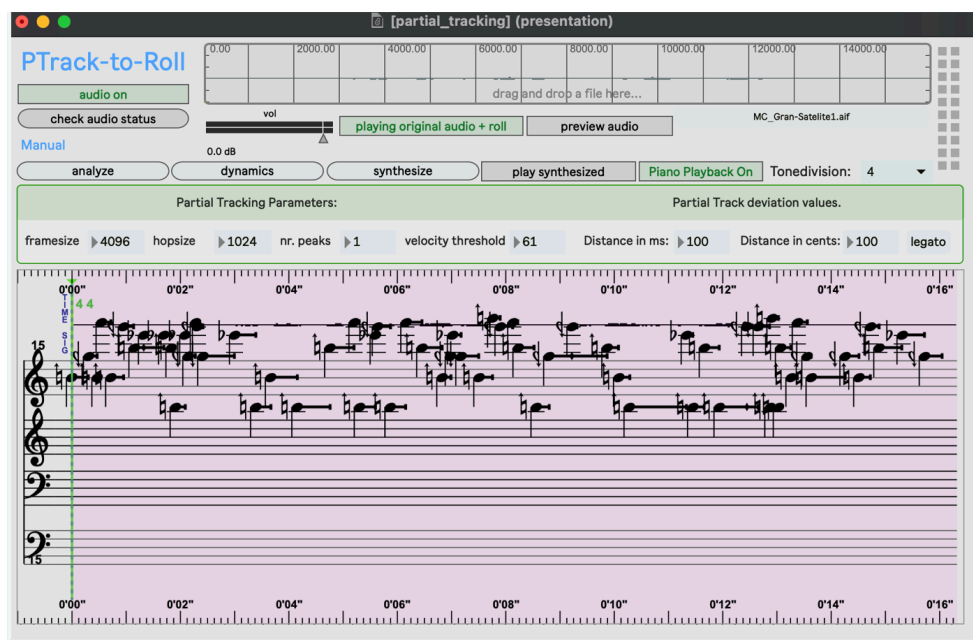 [partial_tracking] (presentation)
PTrack-to-Roll
0.00 2000.00 4000.00 6000.00 8000.00 10000.00 12000.00 14000.00
drag and drop a file here...
audio on
check audio status
vol
0.0 dB
playing original audio + roll
preview audio
MC_Gran-Satelite1.aif
Manual
analyze
dynamics
synthesize
play synthesized
Piano Playback On
Tonedivision: 4
Partial Tracking Parameters:
Partial Track deviation values.
framesize 4096 hopsize 1024 nr. peaks 1 velocity threshold 61 Distance in ms: 100 Distance in cents: 100 legato
0'00" 0'02" 0'04" 0'06" 0'08" 0'10" 0'12" 0'14" 0'16"
TIME SIG
4 4
15
15
0'00" 0'02" 0'04" 0'06" 0'08" 0'10" 0'12" 0'14" 0'16"